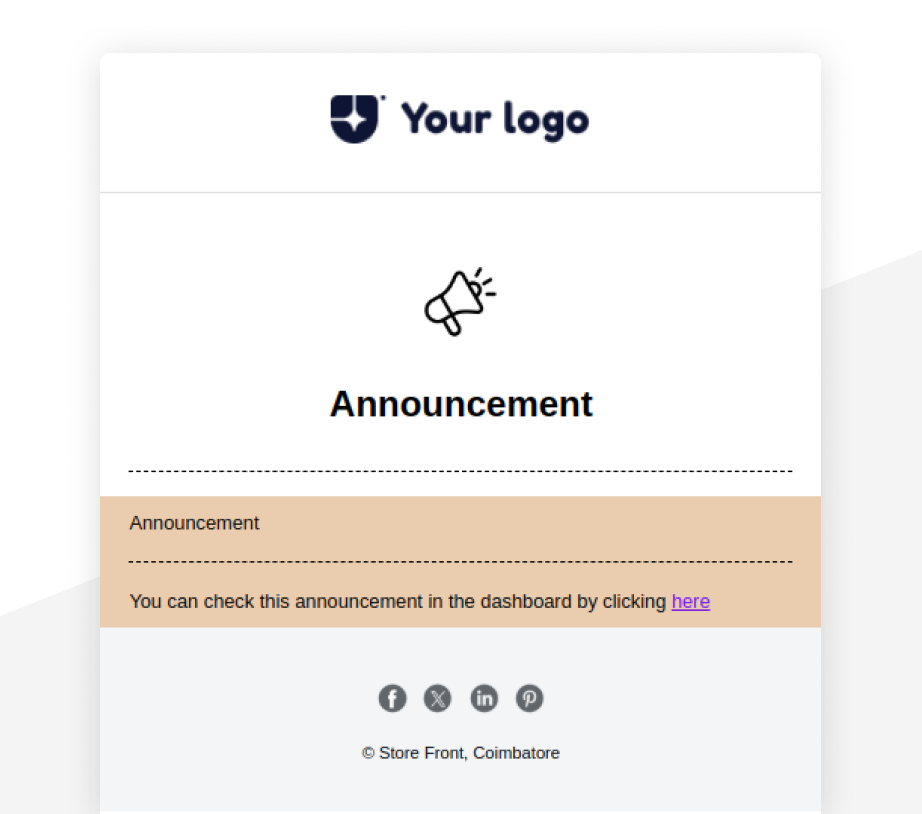 Your logo
Announcement
Announcement
You can check this announcement in the dashboard by clicking here
© Store Front, Coimbatore